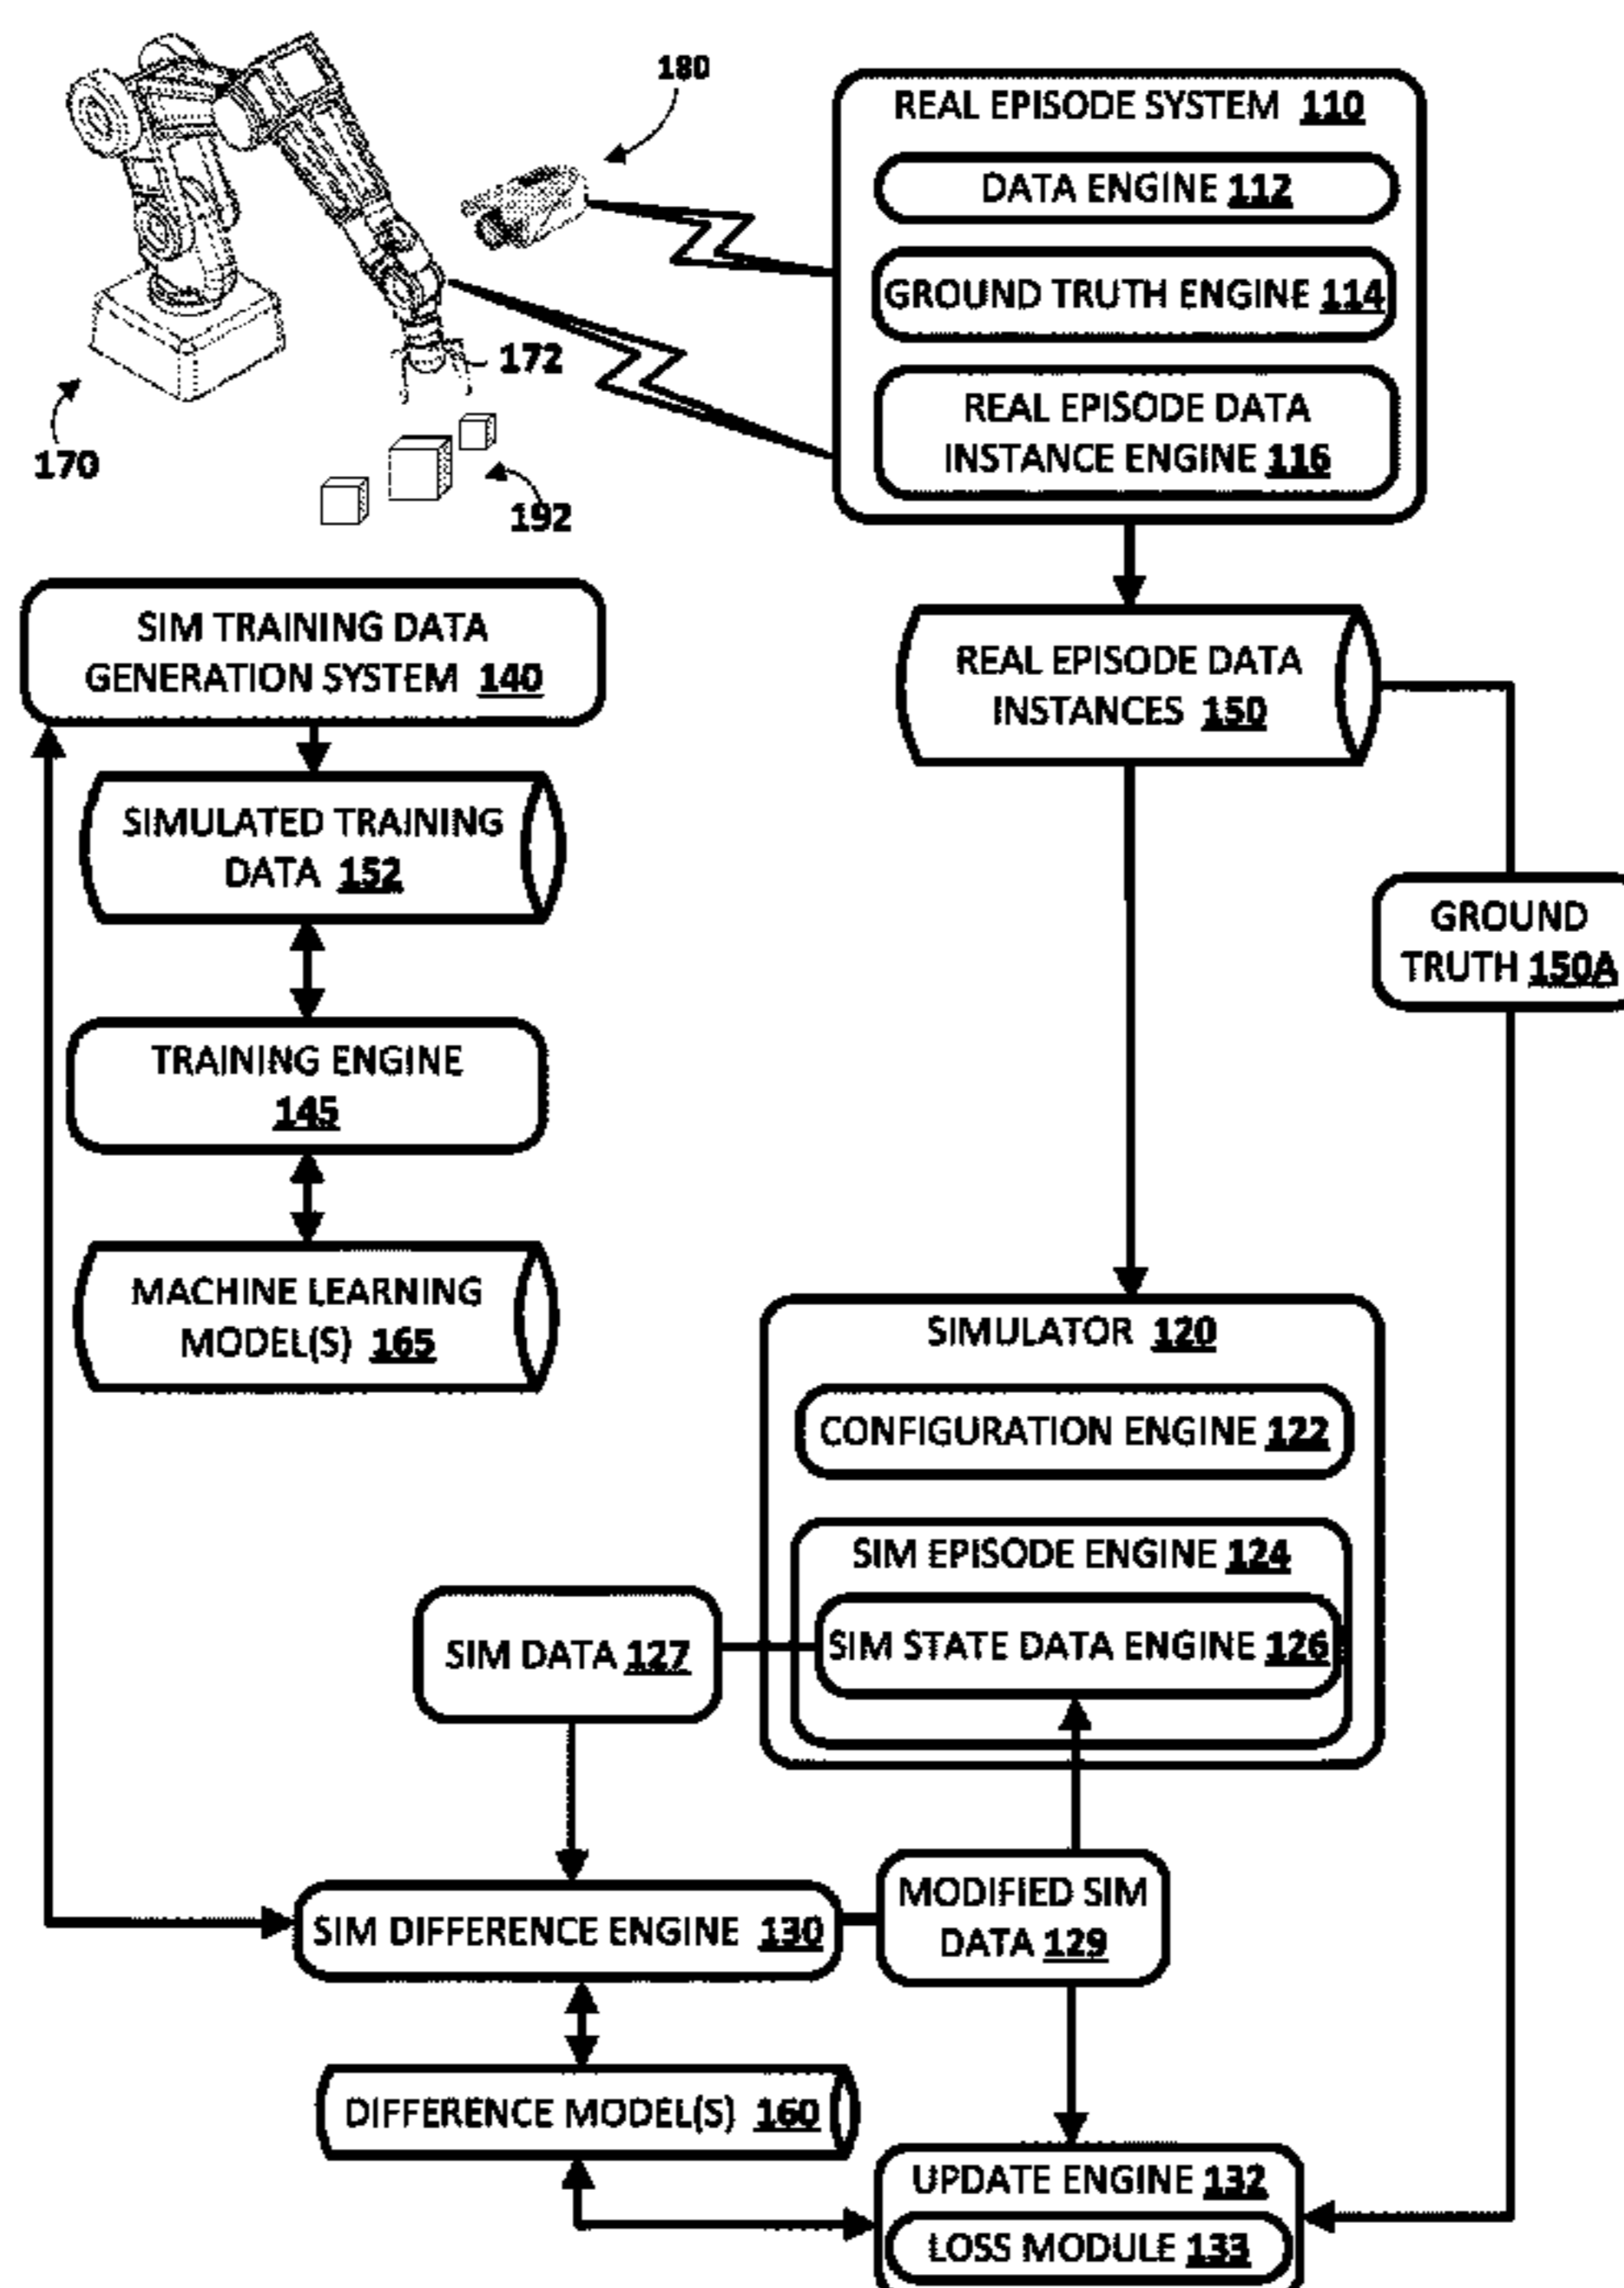 180
172
170
192
REAL EPISODE SYSTEM 110
DATA ENGINE 112
GROUND TRUTH ENGINE 114
REAL EPISODE DATA
INSTANCE ENGINE 116
SIM TRAINING DATA
GENERATION SYSTEM 140
REAL EPISODE DATA
INSTANCES 150
SIMULATED TRAINING
DATA 152
GROUND
TRUTH 150A
TRAINING ENGINE
145
MACHINE LEARNING
MODEL(S) 165
SIMULATOR 120
CONFIGURATION ENGINE 122
SIM EPISODE ENGINE 124
SIM STATE DATA ENGINE 126
SIM DATA 127
SIM DIFFERENCE ENGINE 130
MODIFIED SIM
DATA 129
DIFFERENCE MODEL(S) 160
UPDATE ENGINE 132
LOSS MODULE 133